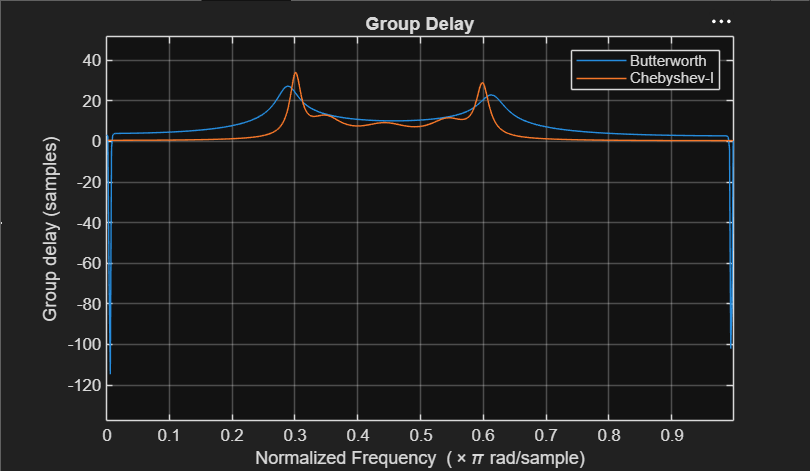 Group Delay
Butterworth
Chebyshev-I
Group delay (samples)
40
20
0
-20
-40
-60
-80
-100
-120
0 0.1 0.2 0.3 0.4 0.5 0.6 0.7 0.8 0.9
Normalized Frequency ( × π rad/sample)